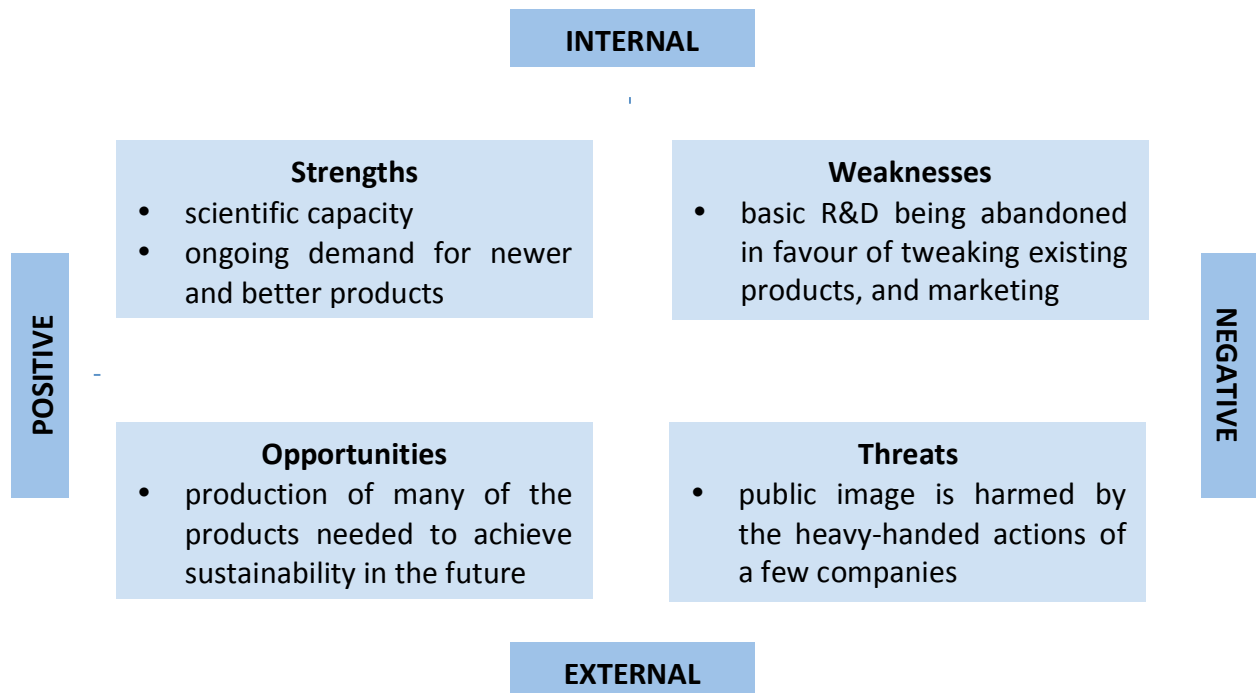 INTERNAL
Strengths
• scientific capacity
• ongoing demand for newer
and better products
Weaknesses
• basic R&D being abandoned
in favour of tweaking existing
products, and marketing
POSITIVE
NEGATIVE
Opportunities
• production of many of the
products needed to achieve
sustainability in the future
Threats
• public image is harmed by
the heavy-handed actions of
a few companies
EXTERNAL